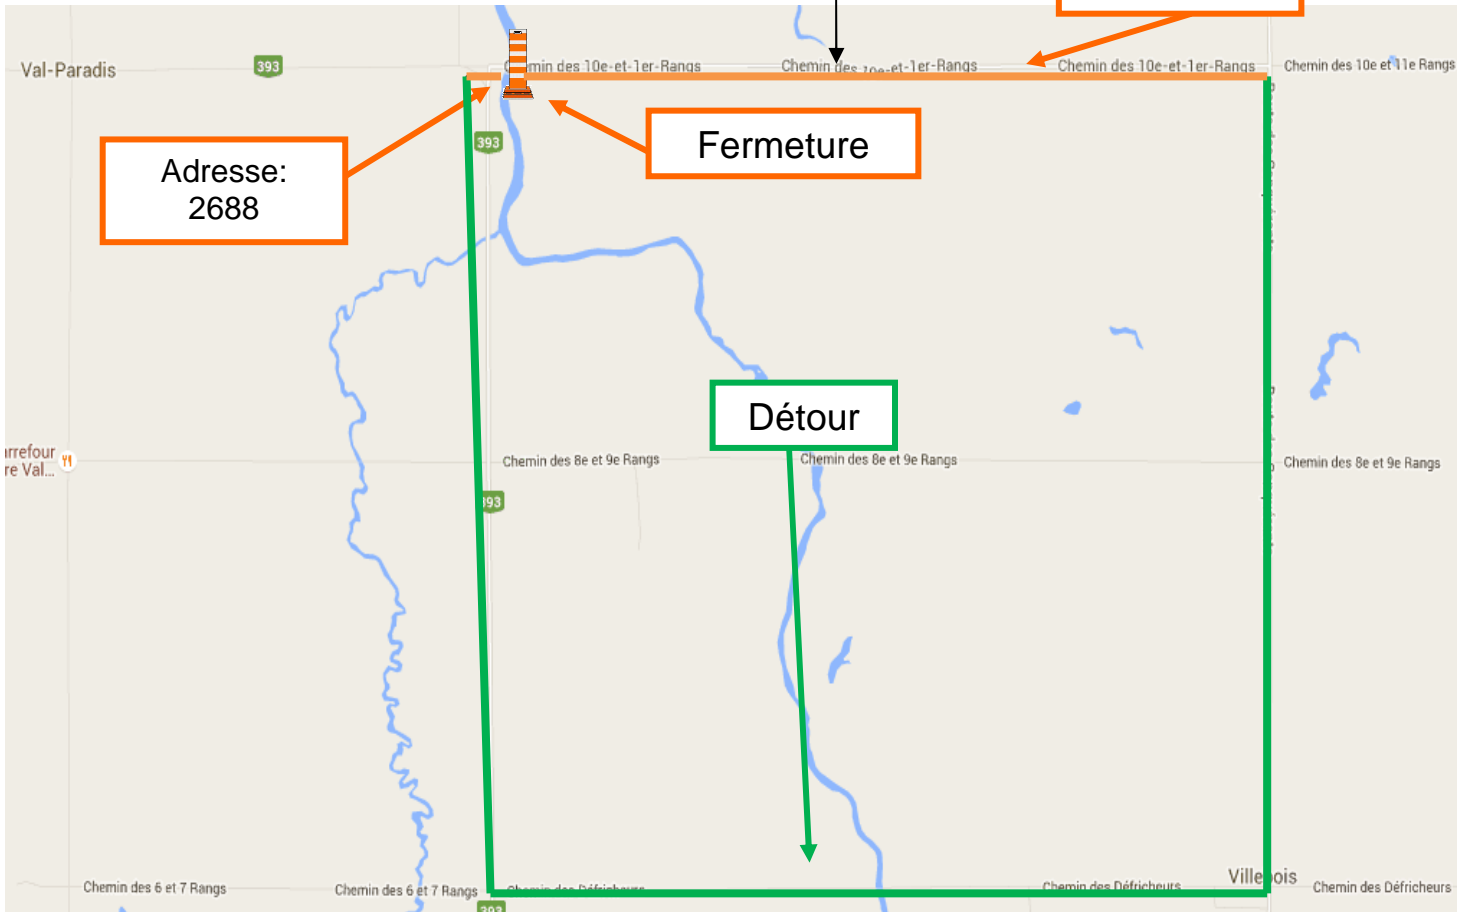 Val-Paradis
393
Chemin des 10e-et-1er-Rangs
Chemin des 10e-et-1er-Rangs
Chemin des 10e et 11e Rangs
Fermeture
393
Adresse:
2688
Détour
Chemin des 8e et 9e Rangs
Chemin des 8e et 9e Rangs
Chemin des 8e et 9e Rangs
393
Chemin des 6 et 7 Rangs
Chemin des 6 et 7 Rangs
Chemin des Défricheurs
Chemin des Défricheurs
Chemin des Défricheurs
393